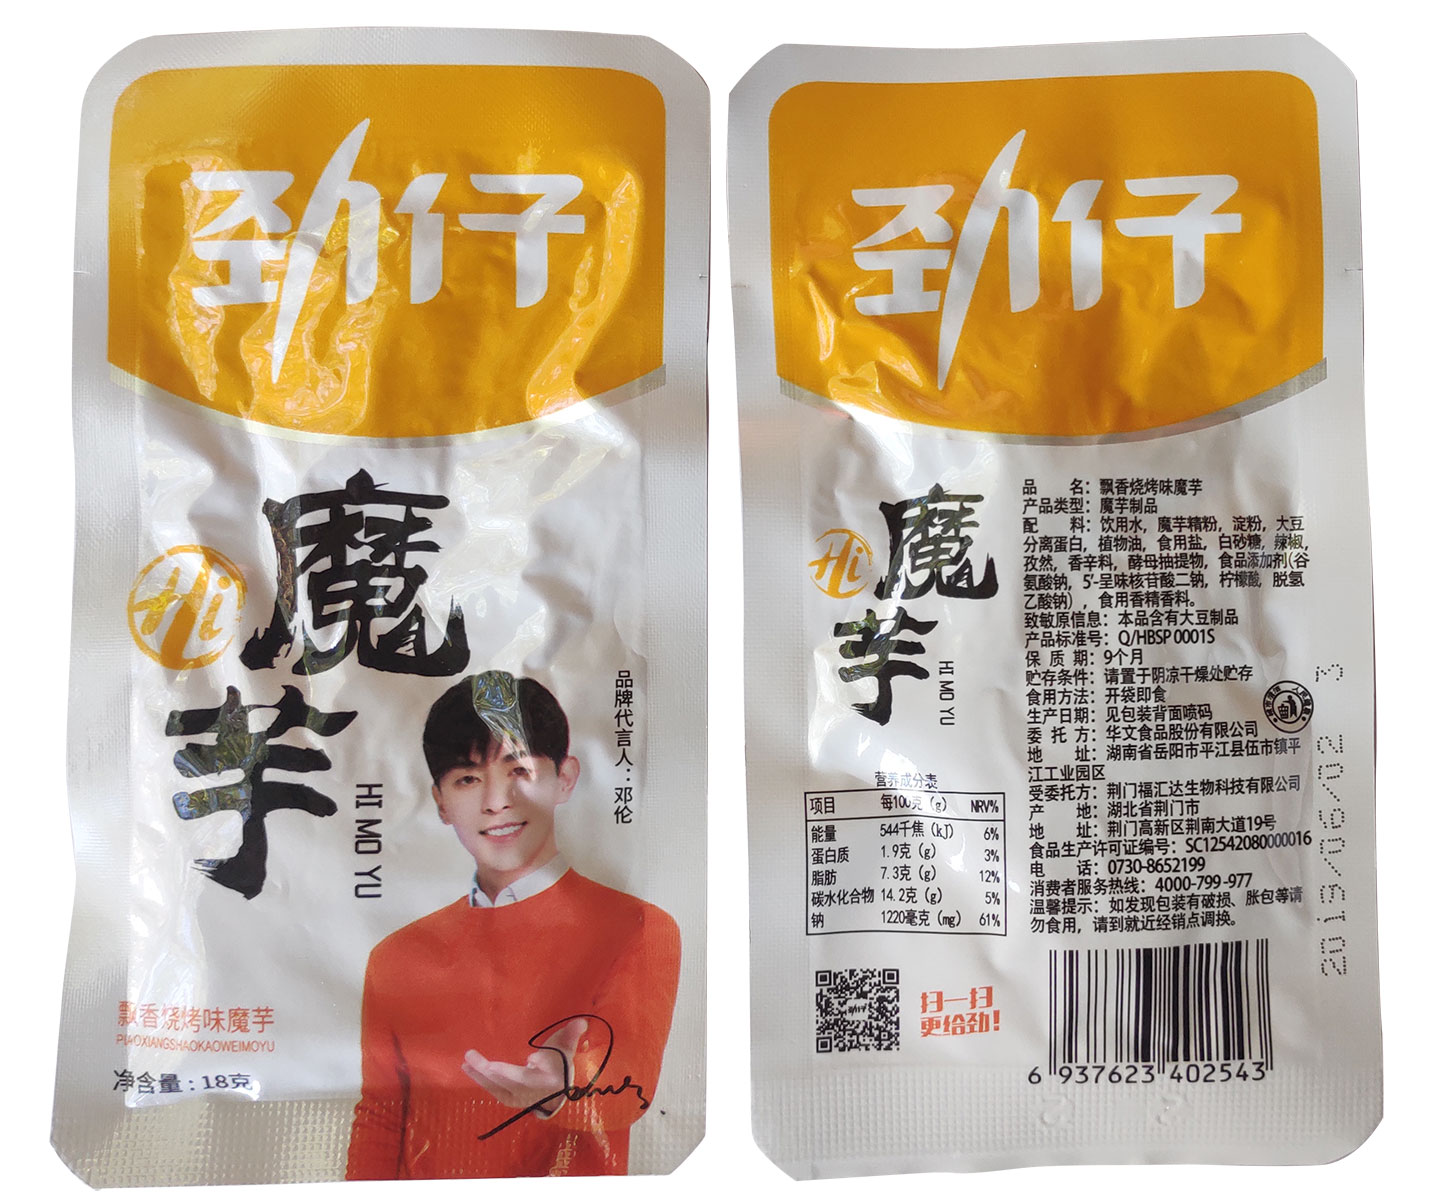 劲仔
Hi
魔
芋
HI MO YU
品牌代言人：邓伦
飘香烧烤味魔芋
PIAOXIANGSHAOKAOWEIMOYU
净含量：18克
劲仔
Hi
魔
芋
HI MO YU
品 名：飘香烧烤味魔芋
产品类型：魔芋制品
配 料：饮用水，魔芋精粉，淀粉，大豆
分离蛋白，植物油，食用盐，白砂糖，辣椒，
孜然，香辛料，酵母抽提物，食品添加剂(谷
氨酸钠，5'-呈味核苷酸二钠，柠檬酸，脱氢
乙酸钠），食用香精香料。
致敏原信息：本品含有大豆制品
产品标准号：Q/HBSP 0001S
保 质 期：9个月
贮存条件：请置于阴凉干燥处贮存
食用方法：开袋即食
生产日期：见包装背面喷码
委 托 方：华文食品股份有限公司
地 址：湖南省岳阳市平江县伍市镇平
江工业园区
受委托方：荆门福汇达生物科技有限公司
产 地：湖北省荆门市
地 址：荆门高新区荆南大道19号
食品生产许可证编号：SC12542080000016
电 话：0730-8652199
消费者服务热线：4000-799-977
温馨提示：如发现包装有破损、胀包等请
勿食用，请到就近经销点调换。
营养成分表
项目 每100克（g） NRV%
能量 544千焦（kJ） 6%
蛋白质 1.9克（g） 3%
脂肪 7.3克（g） 12%
碳水化合物 14.2克（g） 5%
钠 1220毫克（mg） 61%
劲仔
扫一扫
更给劲！
6 937623 402543
2019/06/02 3